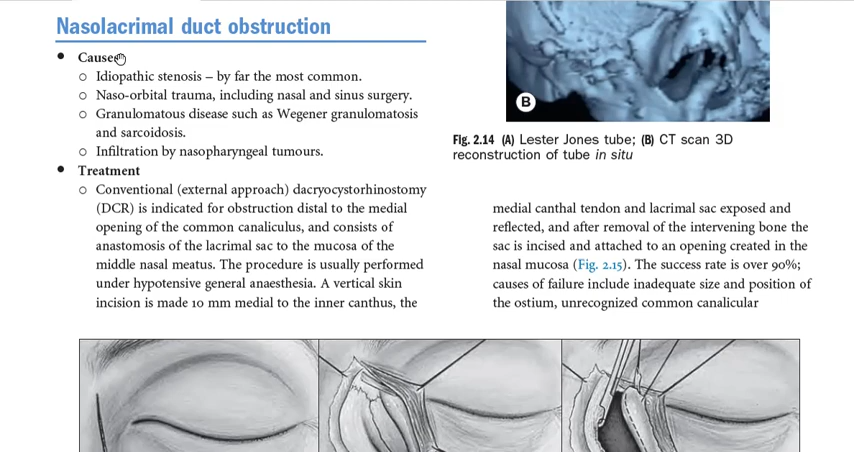 Nasolacrimal duct obstruction
• Cause
○ Idiopathic stenosis – by far the most common.
○ Naso-orbital trauma, including nasal and sinus surgery.
○ Granulomatous disease such as Wegener granulomatosis
and sarcoidosis.
○ Infiltration by nasopharyngeal tumours.
• Treatment
○ Conventional (external approach) dacryocystorhinostomy
(DCR) is indicated for obstruction distal to the medial
opening of the common canaliculus, and consists of
anastomosis of the lacrimal sac to the mucosa of the
middle nasal meatus. The procedure is usually performed
under hypotensive general anaesthesia. A vertical skin
incision is made 10 mm medial to the inner canthus, the
B
Fig. 2.14 (A) Lester Jones tube; (B) CT scan 3D
reconstruction of tube in situ
medial canthal tendon and lacrimal sac exposed and
reflected, and after removal of the intervening bone the
sac is incised and attached to an opening created in the
nasal mucosa (Fig. 2.15). The success rate is over 90%;
causes of failure include inadequate size and position of
the ostium, unrecognized common canalicular